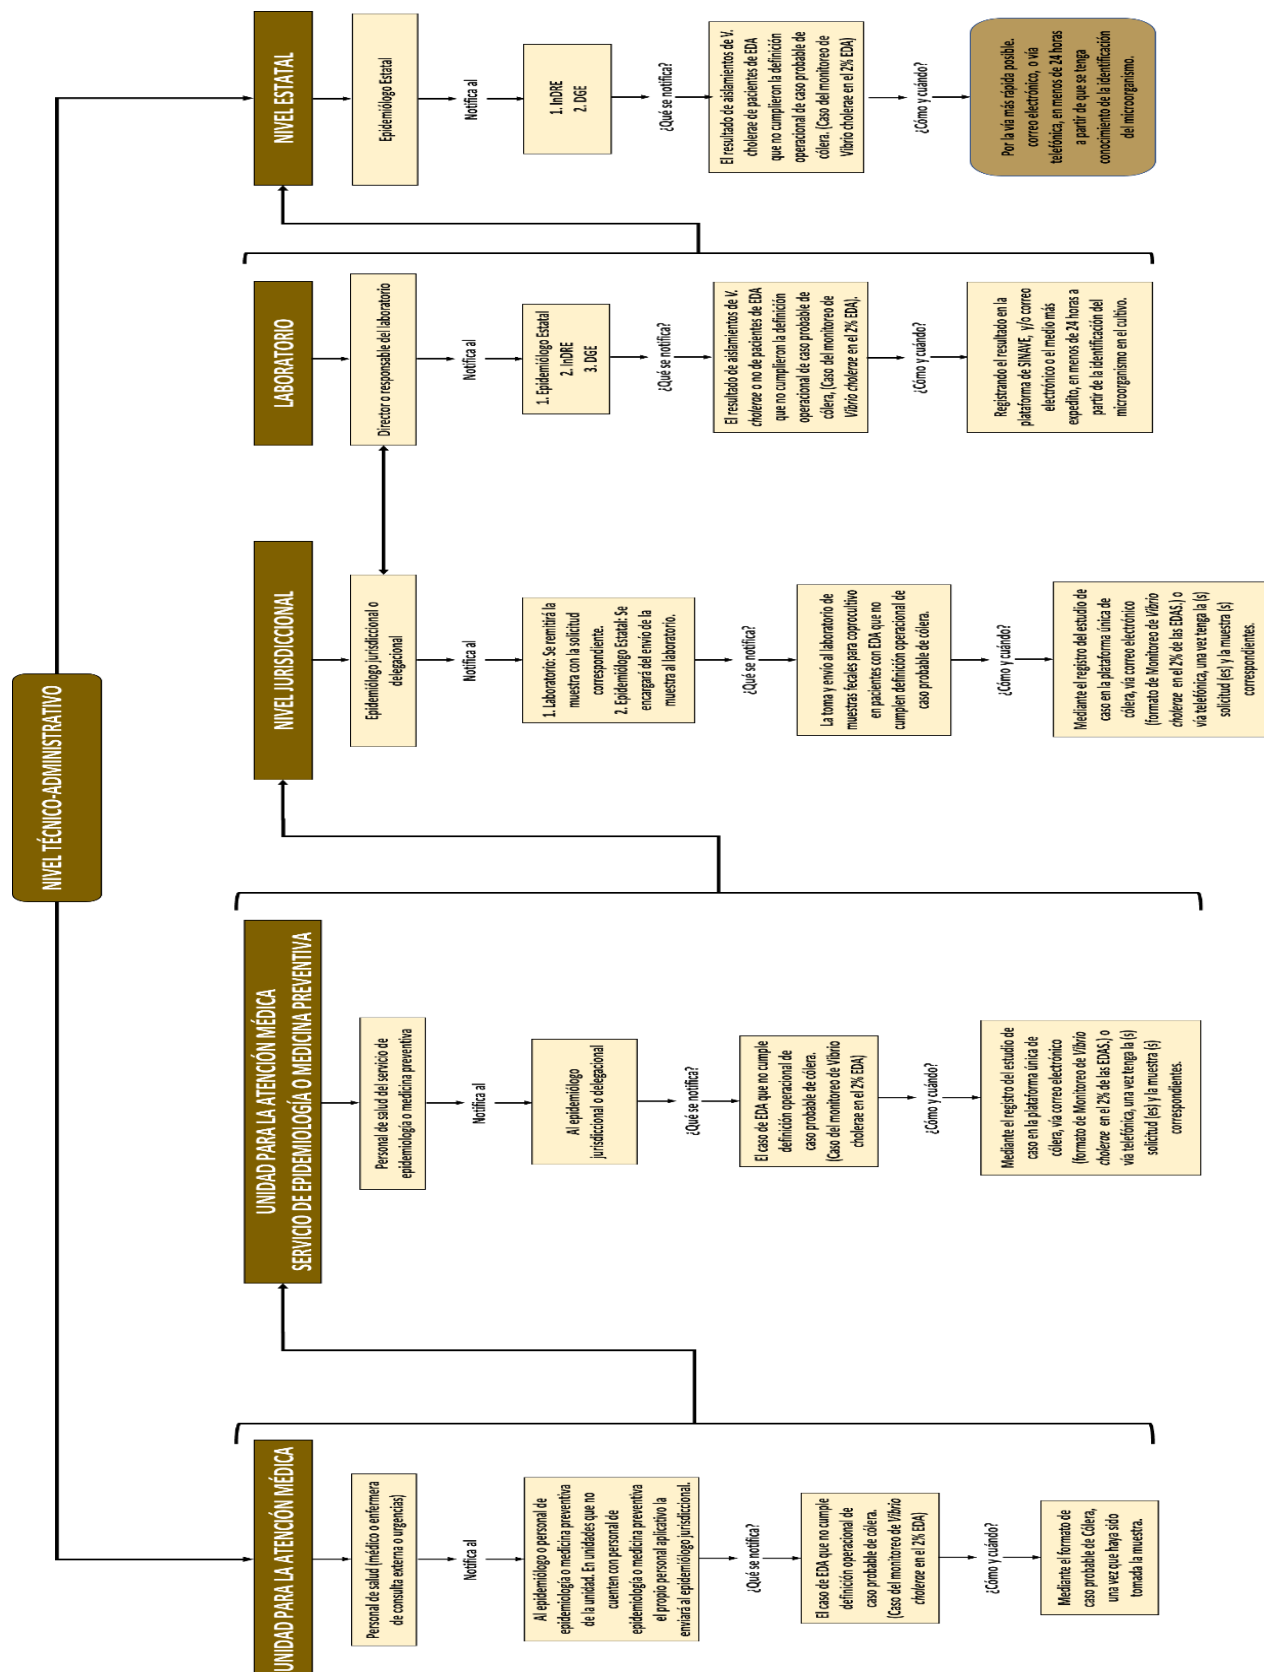 NIVEL TÉCNICO-ADMINISTRATIVO
UNIDAD PARA LA ATENCIÓN MÉDICA
Personal de salud (médico o enfermera
de consulta externa o urgencias)
Notifica al
Al epidemiólogo o personal de
epidemiología o medicina preventiva
de la unidad. En unidades que no
cuenten con personal de
epidemiología o medicina preventiva
el propio personal aplicativo la
enviará al epidemiólogo jurisdiccional.
¿Qué se notifica?
El caso de EDA que no cumple
definición operacional de
caso probable de cólera.
(Caso del monitoreo de Vibrio
cholerae en el 2% EDA)
¿Cómo y cuándo?
Mediante el formato de
caso probable de Cólera,
una vez que haya sido
tomada la muestra.
UNIDAD PARA LA ATENCIÓN MÉDICA
SERVICIO DE EPIDEMIOLOGÍA O MEDICINA PREVENTIVA
Personal de salud del servicio de
epidemiología o medicina preventiva
Notifica al
Al epidemiólogo
jurisdiccional o delegacional
¿Qué se notifica?
El caso de EDA que no cumple
definición operacional de
caso probable de cólera.
(Caso del monitoreo de Vibrio
cholerae en el 2% EDA)
¿Cómo y cuándo?
Mediante el registro del estudio de
caso en la plataforma única de
cólera, vía correo electrónico
(formato de Monitoreo de Vibrio
cholerae en el 2% de las EDAS.) o
vía telefónica, una vez tenga la (s)
solicitud (es) y la muestra (s)
correspondientes.
NIVEL JURISDICCIONAL
Epidemiólogo jurisdiccional o
delegacional
Notifica al
1. Laboratorio: Se remitirá la
muestra con la solicitud
correspondiente.
2. Epidemiólogo Estatal: Se
encargará del envío de la
muestra al laboratorio.
¿Qué se notifica?
La toma y envío al laboratorio de
muestras fecales para coprocultivo
en pacientes con EDA que no
cumplen definición operacional de
caso probable de cólera.
¿Cómo y cuándo?
Mediante el registro del estudio de
caso en la plataforma única de
cólera, vía correo electrónico
(formato de Monitoreo de Vibrio
cholerae en el 2% de las EDAS.) o
vía telefónica, una vez tenga la (s)
solicitud (es) y la muestra (s)
correspondientes.
LABORATORIO
Director o responsable del laboratorio
Notifica al
1. Epidemiólogo Estatal
2. InDRE
3. DGE
¿Qué se notifica?
El resultado de aislamientos de V.
cholerae o no de pacientes de EDA
que no cumplieron la definición
operacional de caso probable de
cólera, (Caso del monitoreo de
Vibrio cholerae en el 2% EDA).
¿Cómo y cuándo?
Registrando el resultado en la
plataforma de SINAVE, y/o correo
electrónico o el medio más
expedito, en menos de 24 horas a
partir de la identificación del
microorganismo en el cultivo.
NIVEL ESTATAL
Epidemiólogo Estatal
Notifica al
1. InDRE
2. DGE
¿Qué se notifica?
El resultado de aislamientos de V.
cholerae de pacientes de EDA
que no cumplieron la definición
operacional de caso probable de
cólera. (Caso del monitoreo de
Vibrio cholerae en el 2% EDA)
¿Cómo y cuándo?
Por la vía más rápida posible.
correo electrónico, o vía
telefónica, en menos de 24 horas
a partir de que se tenga
conocimiento de la identificación
del microorganismo.